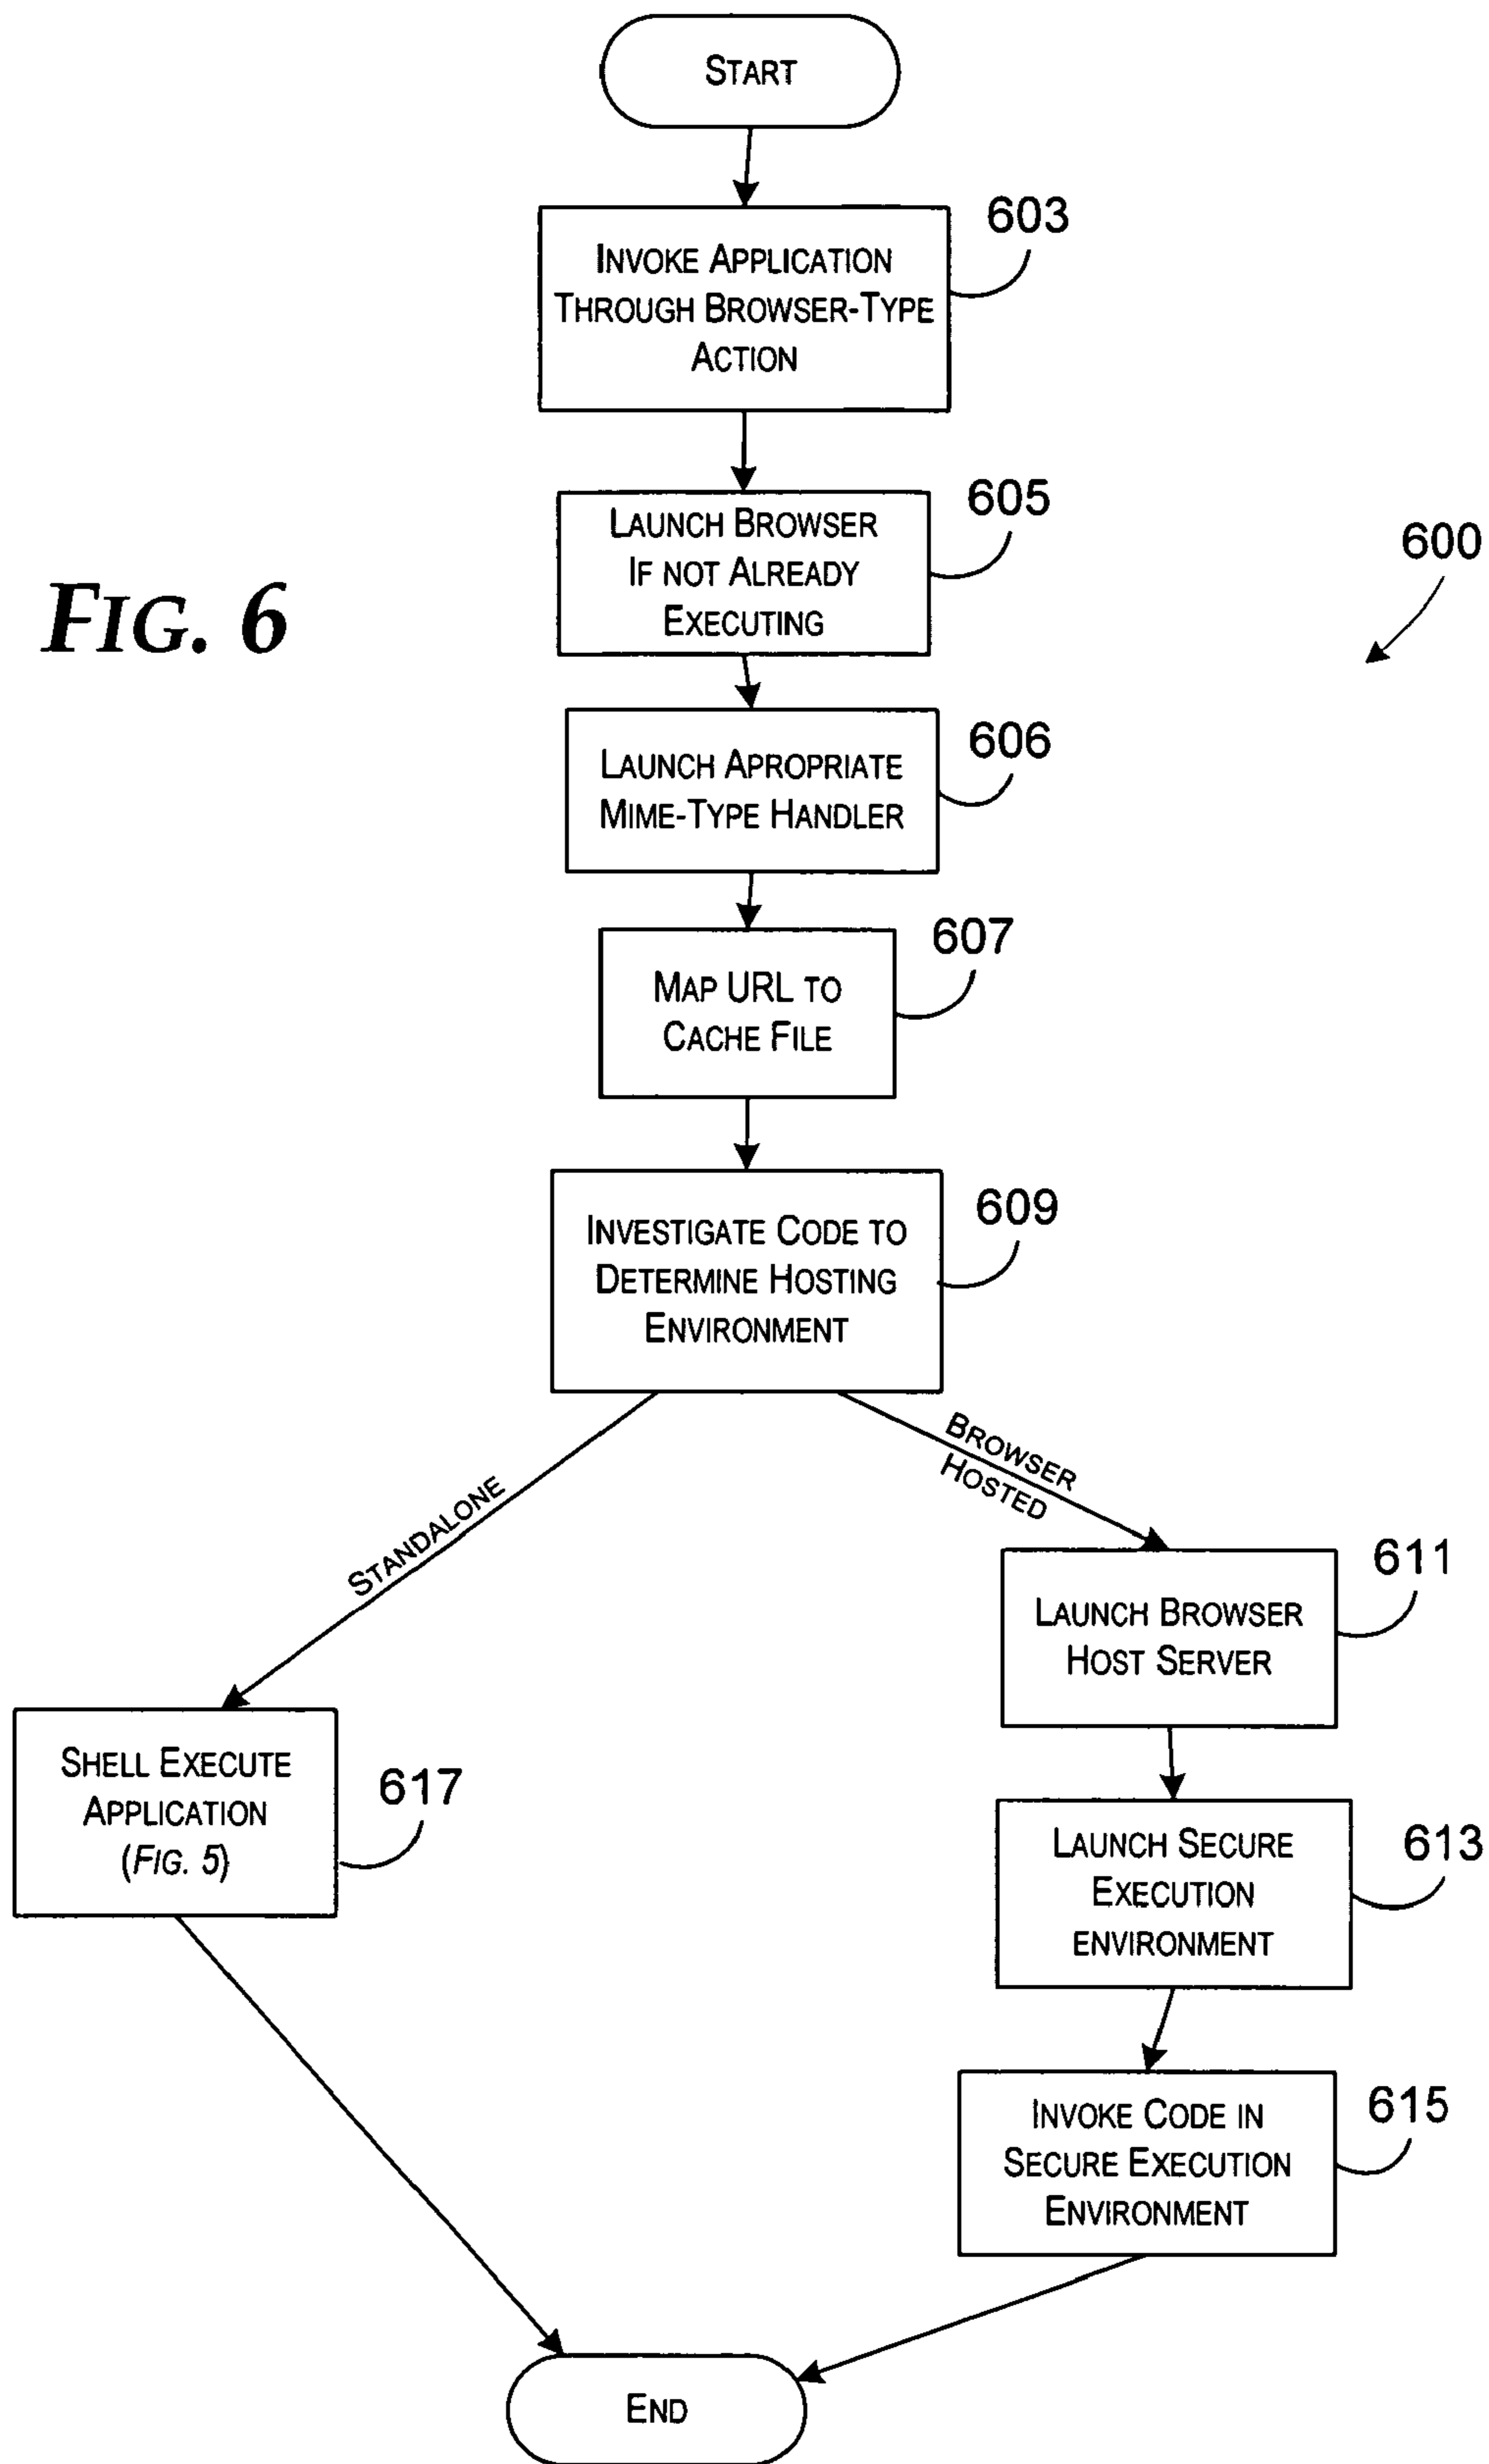 START
603
INVOKE APPLICATION
THROUGH BROWSER-TYPE
ACTION
605
LAUNCH BROWSER
IF NOT ALREADY
EXECUTING
600
FIG. 6
606
LAUNCH APROPRIATE
MIME-TYPE HANDLER
607
MAP URL TO
CACHE FILE
609
INVESTIGATE CODE TO
DETERMINE HOSTING
ENVIRONMENT
STANDALONE
BROWSER
HOSTED
611
LAUNCH BROWSER
HOST SERVER
SHELL EXECUTE
APPLICATION
(FIG. 5)
617
613
LAUNCH SECURE
EXECUTION
ENVIRONMENT
615
INVOKE CODE IN
SECURE EXECUTION
ENVIRONMENT
END